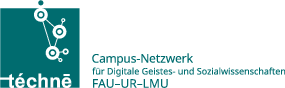 téchnē
Campus-Netzwerk
für Digitale Geistes- und Sozialwissenschaften
FAU–UR–LMU